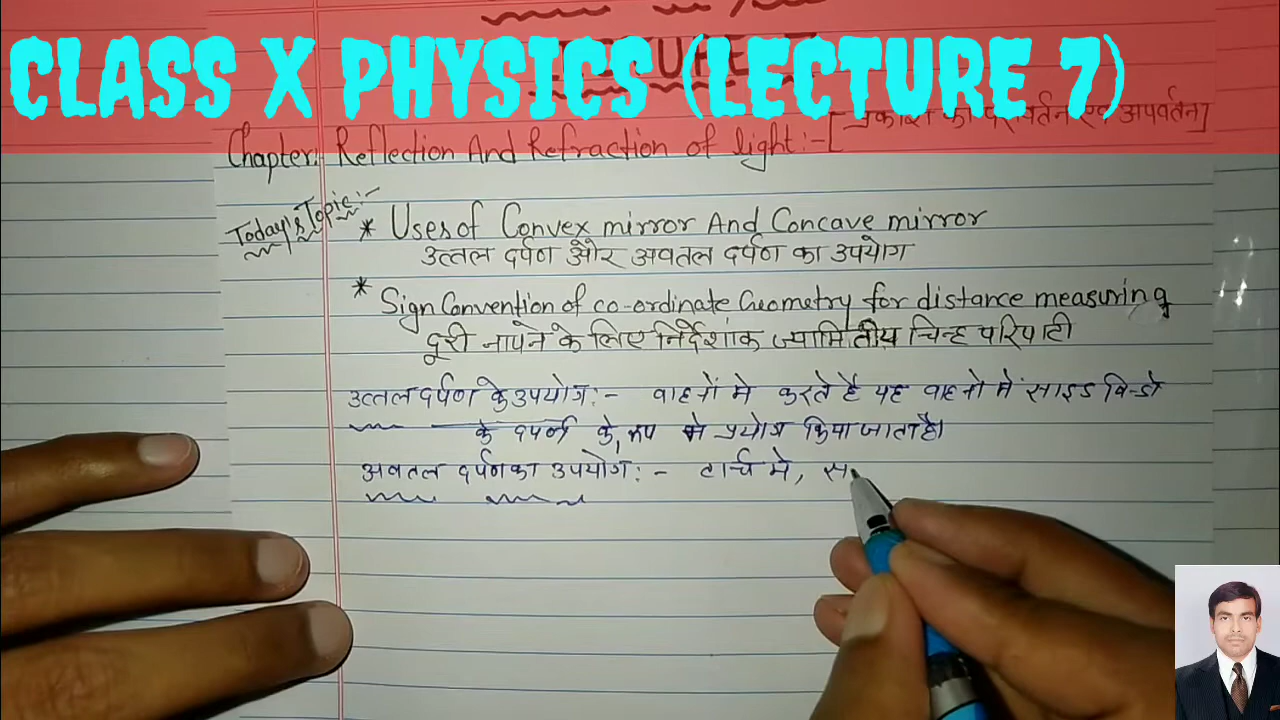 CLASS X PHYSICS (LECTURE 7)
LECTURE 7
Chapter: Reflection And Refraction of light:-[प्रकाश का परावर्तन एवं अपवर्तन]
Today's Topic:-
* Uses of Convex mirror And Concave mirror
उत्तल दर्पण और अवतल दर्पण का उपयोग
* Sign Convention of co-ordinate Geometry for distance measuring
दूरी नापने के लिए निर्देशांक ज्यामितीय चिन्ह परिपाटी
उत्तल दर्पण के उपयोग:- वाहनों मे करते है यह वाहनो में साइड विन्डो
के दर्पण के रूप मे प्रयोग किया जाता है।
अवतल दर्पण का उपयोग:- टार्च मे, स